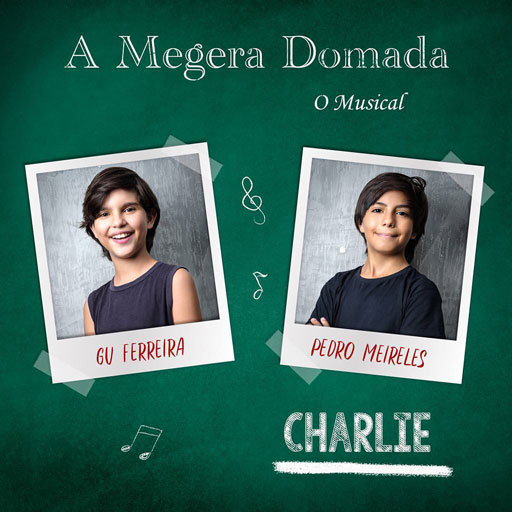 A Megera Domada
O Musical
GU FERREIRA
PEDRO MEIRELES
CHARLIE